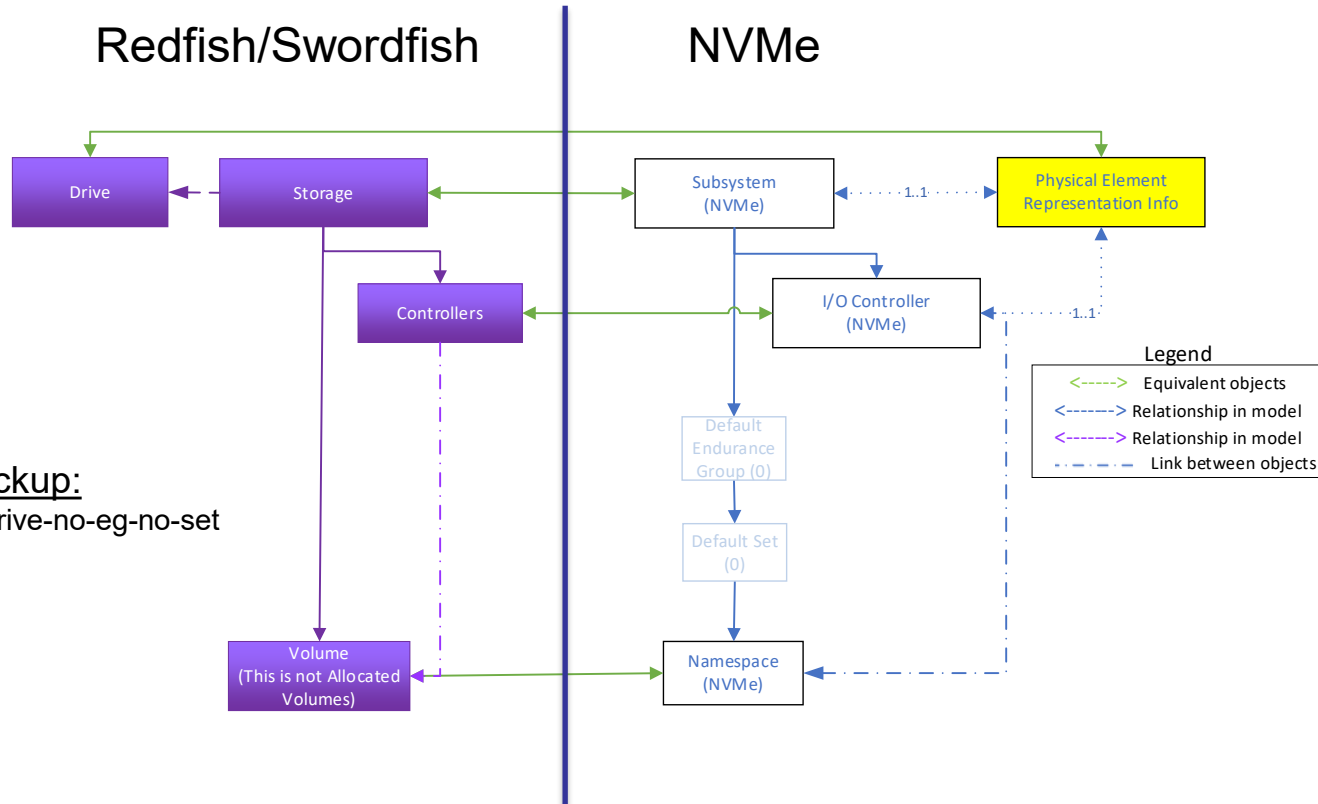 Redfish/Swordfish
NVMe
Drive
Storage
Subsystem
(NVMe)
1..1
Physical Element
Representation Info
Controllers
I/O Controller
(NVMe)
1..1
Legend
Equivalent objects
Relationship in model
Relationship in model
Link between objects
Default
Endurance
Group (0)
ckup:
rive-no-eg-no-set
Default Set
(0)
Volume
(This is not Allocated
Volumes)
Namespace
(NVMe)